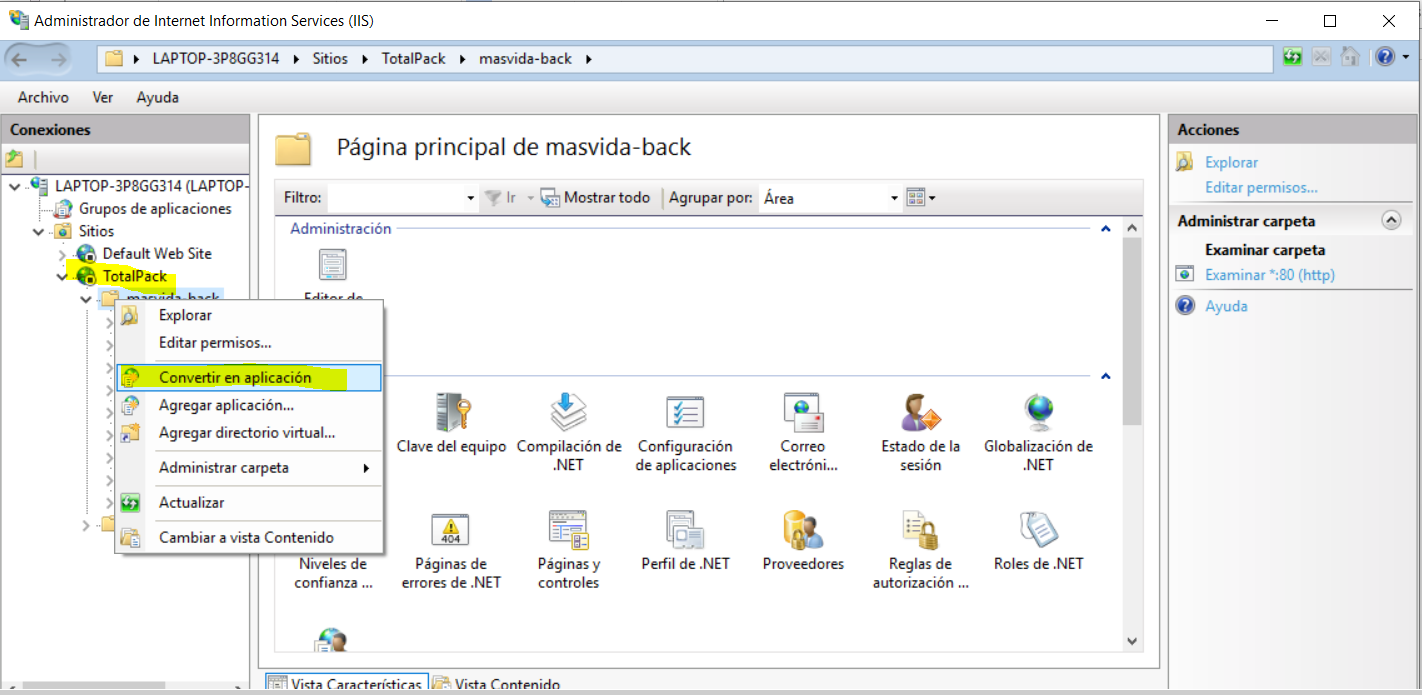 Administrador de Internet Information Services (IIS)
LAPTOP-3P8GG314 Sitios TotalPack masvida-back
Archivo Ver Ayuda
Conexiones
LAPTOP-3P8GG314 (LAPTOP-
Grupos de aplicaciones
Sitios
Default Web Site
TotalPack
masvida-back
Explorar
Editar permisos...
Convertir en aplicación
Agregar aplicación...
Agregar directorio virtual...
Administrar carpeta
Actualizar
Cambiar a vista Contenido
Página principal de masvida-back
Filtro: Ir Mostrar todo Agrupar por: Área
Administración
Editor de
Clave del equipo
Compilación de
.NET
Configuración
de aplicaciones
Correo
electróni...
Estado de la
sesión
Globalización de
.NET
Niveles de
confianza ...
404
Páginas de
errores de .NET
Páginas y
controles
Perfil de .NET
Proveedores
Reglas de
autorización ...
Roles de .NET
Vista Características Vista Contenido
Acciones
Explorar
Editar permisos...
Administrar carpeta
Examinar carpeta
Examinar *:80 (http)
Ayuda